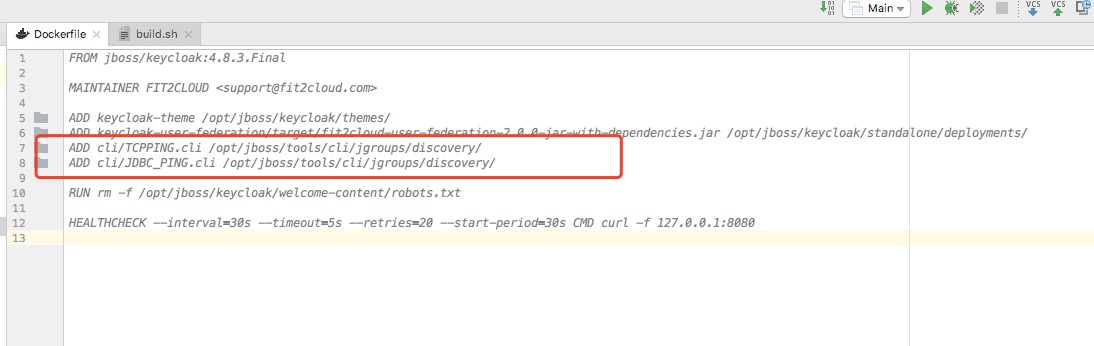 Main
VCS
VCS
Dockerfile
build.sh
1 FROM jboss/keycloak:4.8.3.Final
2
3 MAINTAINER FIT2CLOUD <support@fit2cloud.com>
4
5 ADD keycloak-theme /opt/jboss/keycloak/themes/
6 ADD keycloak-user-federation/target/fit2cloud-user-federation-2.0.0-jar-with-dependencies.jar /opt/jboss/keycloak/standalone/deployments/
7 ADD cli/TCPPING.cli /opt/jboss/tools/cli/jgroups/discovery/
8 ADD cli/JDBC_PING.cli /opt/jboss/tools/cli/jgroups/discovery/
9
10 RUN rm -f /opt/jboss/keycloak/welcome-content/robots.txt
11
12 HEALTHCHECK --interval=30s --timeout=5s --retries=20 --start-period=30s CMD curl -f 127.0.0.1:8080
13